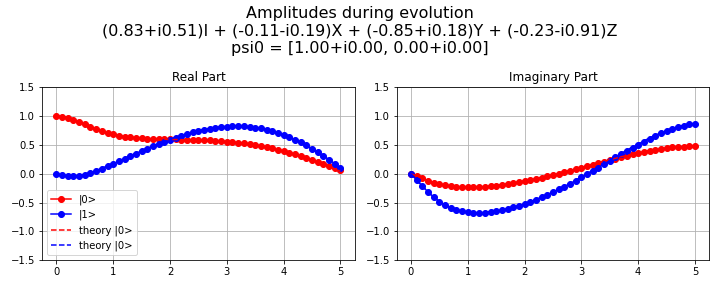 Amplitudes during evolution
(0.83+i0.51)I + (-0.11-i0.19)X + (-0.85+i0.18)Y + (-0.23-i0.91)Z
psi0 = [1.00+i0.00, 0.00+i0.00]
Real Part
1.5
1.0
0.5
0.0
−0.5
−1.0
−1.5
0 1 2 3 4 5
|0>
|1>
theory |0>
theory |0>
Imaginary Part
1.5
1.0
0.5
0.0
−0.5
−1.0
−1.5
0 1 2 3 4 5